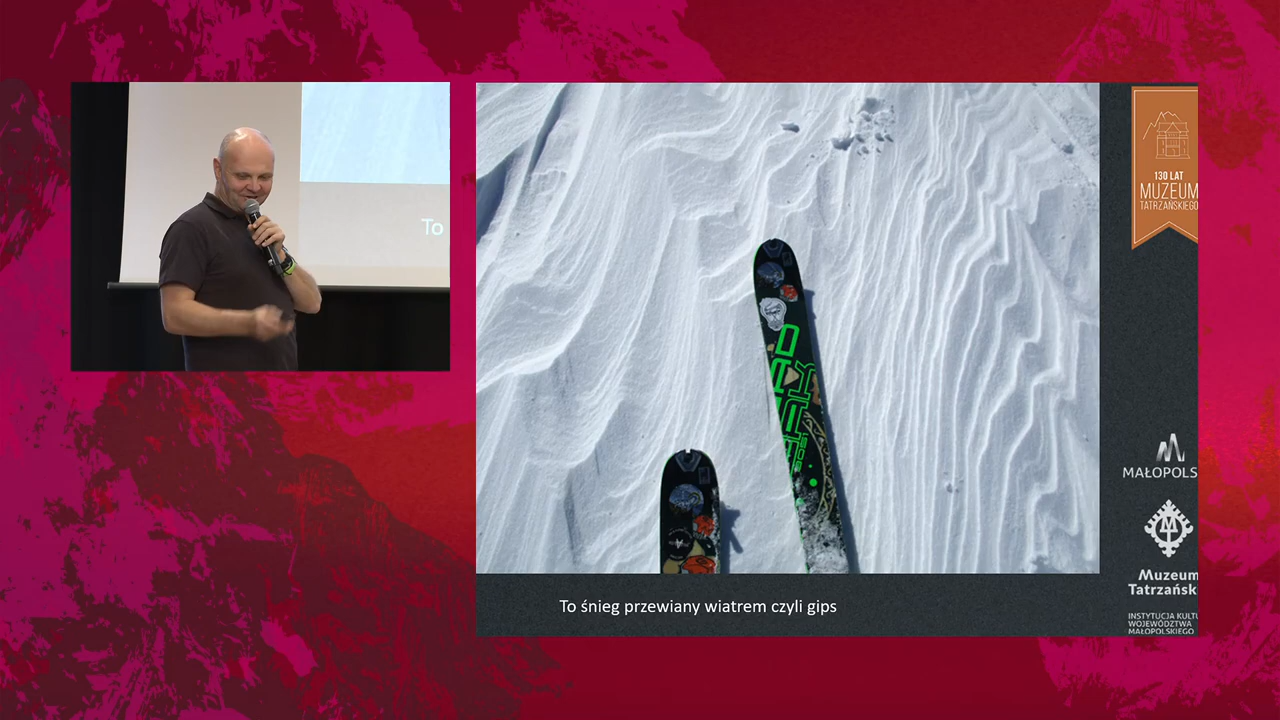 To
130 LAT
MUZEUM
TATRZAŃSKIEGO
To śnieg przewiany wiatrem czyli gips
MAŁOPOLS
Muzeum
Tatrzańsk
INSTYTUCJA KULTU
WOJEWÓDZTWA
MAŁOPOLSKIEGO